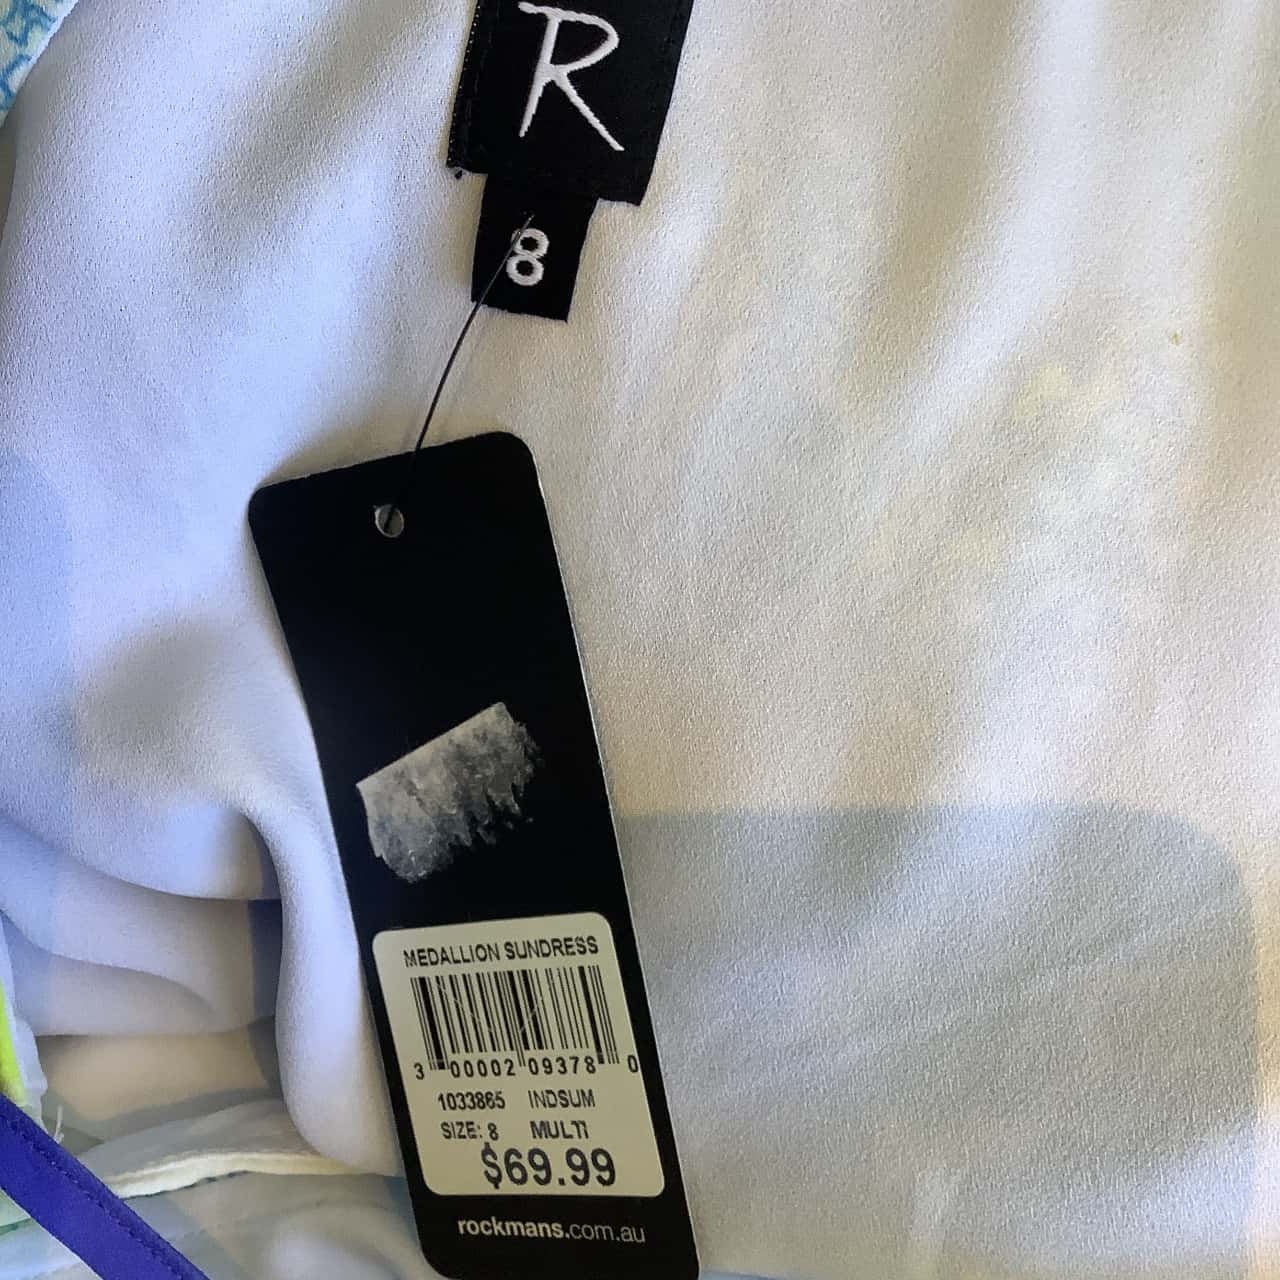 R
8
MEDALLION SUNDRESS
3 00002 09378 0
1033865 INDSUM
SIZE: 8 MULTI
$69.99
rockmans.com.au